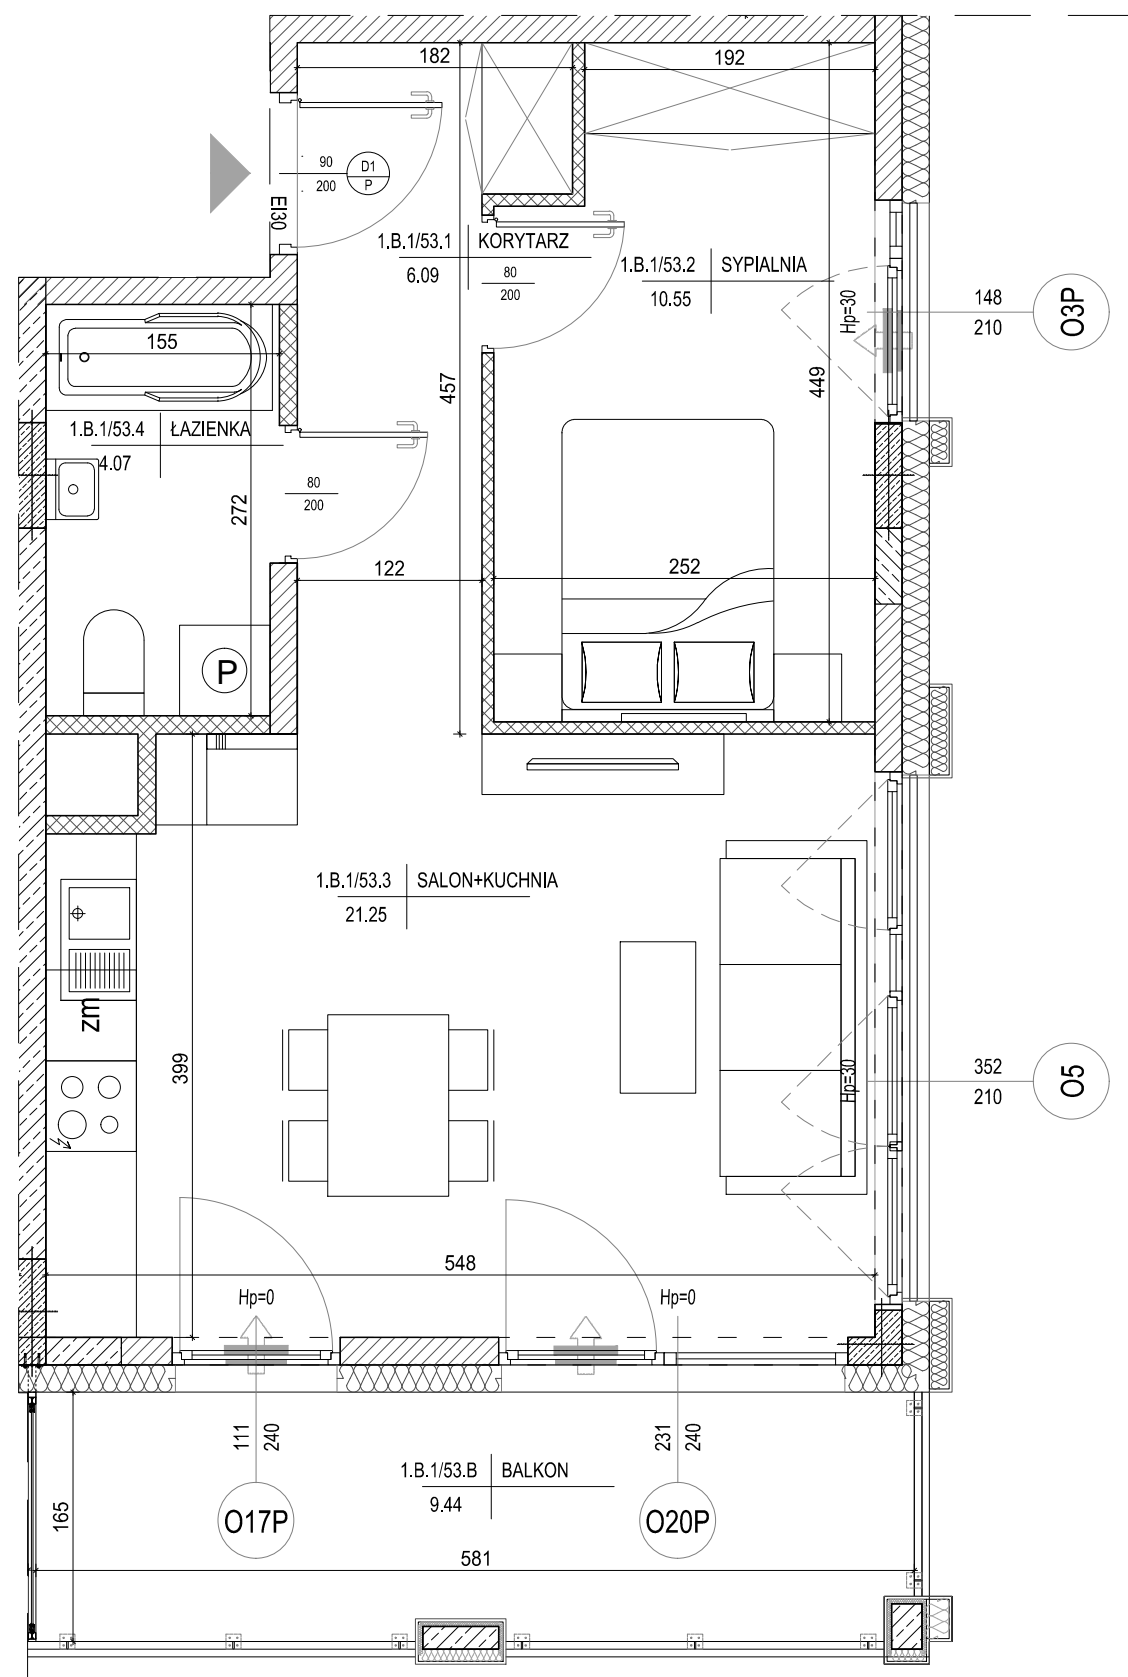 182
192
90
200
D1
P
EI30
1.B.1/53.1 KORYTARZ
6.09
80
200
1.B.1/53.2 SYPIALNIA
10.55
Hp=30
148
210
O3P
155
457
449
1.B.1/53.4 ŁAZIENKA
4.07
80
200
272
122
252
P
1.B.1/53.3 SALON+KUCHNIA
21.25
zm
399
Hp=30
352
210
O5
548
Hp=0
Hp=0
111
240
231
240
1.B.1/53.B BALKON
9.44
165
O17P
O20P
581